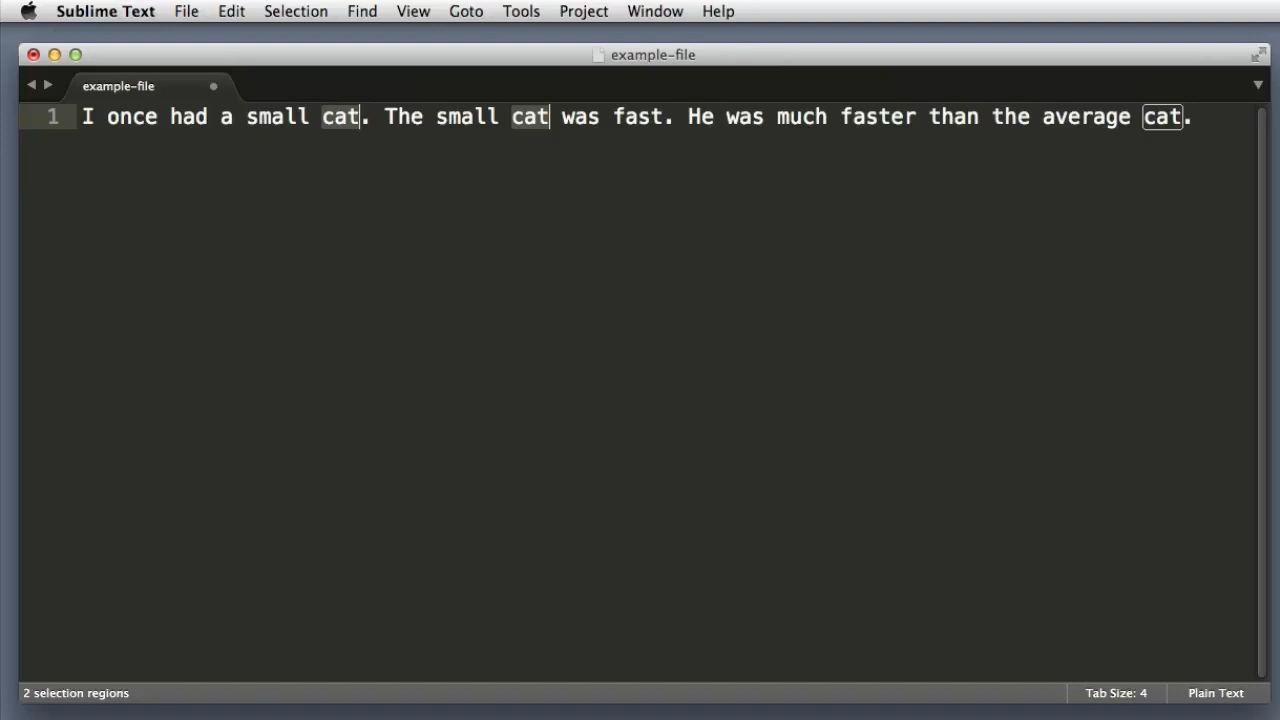 Sublime Text File Edit Selection Find View Goto Tools Project Window Help
example-file
example-file
1 I once had a small cat. The small cat was fast. He was much faster than the average cat.
2 selection regions Tab Size: 4 Plain Text